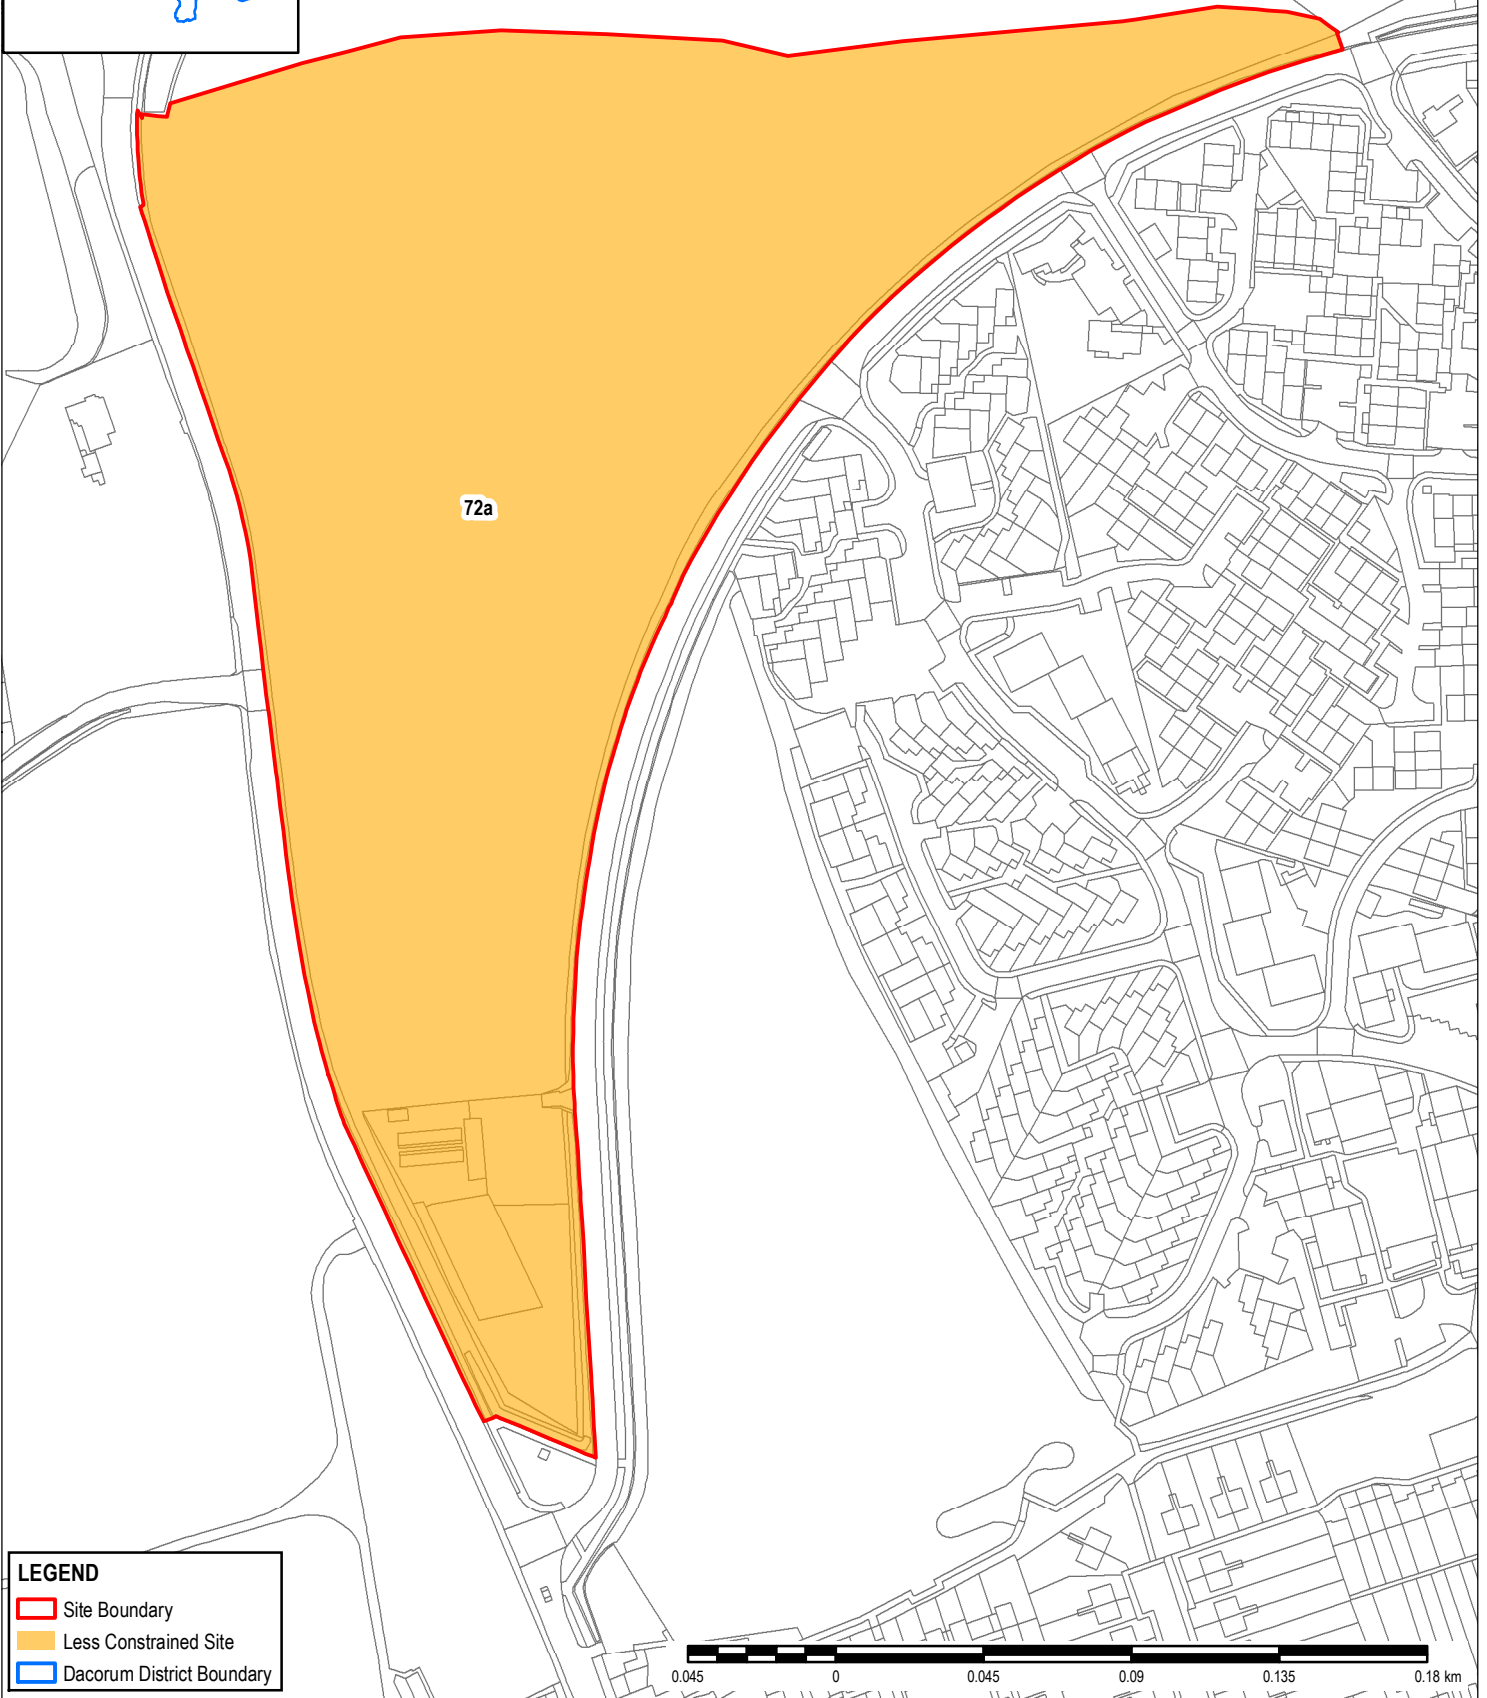 72a
LEGEND
Site Boundary
Less Constrained Site
Dacorum District Boundary
0.045 0 0.045 0.09 0.135 0.18 km